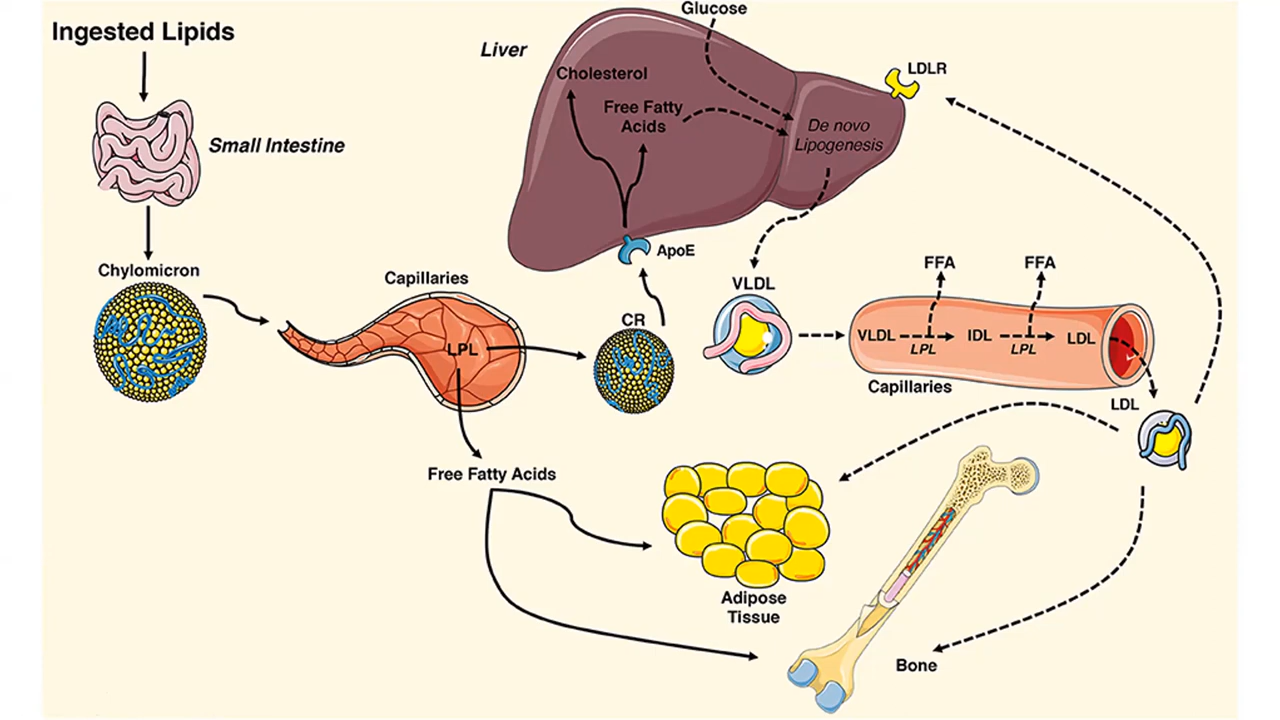 Ingested Lipids
Small Intestine
Chylomicron
Capillaries
LPL
Free Fatty Acids
CR
ApoE
Liver
Glucose
Cholesterol
Free Fatty
Acids
De novo
Lipogenesis
LDLR
VLDL
FFA
FFA
VLDL
LPL
IDL
LPL
LDL
Capillaries
LDL
Adipose
Tissue
Bone